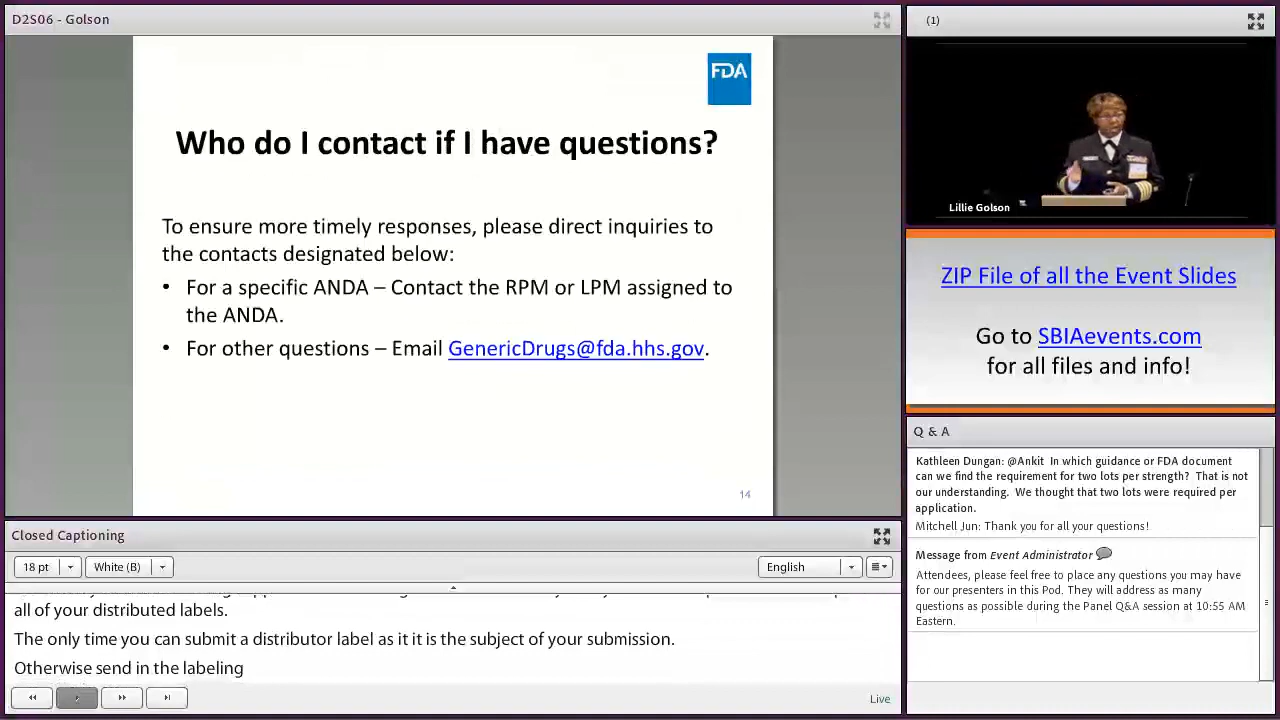 D2S06 - Golson
FDA
Who do I contact if I have questions?
To ensure more timely responses, please direct inquiries to
the contacts designated below:
• For a specific ANDA – Contact the RPM or LPM assigned to
the ANDA.
• For other questions – Email GenericDrugs@fda.hhs.gov.
14
(1)
Lillie Golson
ZIP File of all the Event Slides
Go to SBIAevents.com
for all files and info!
Q & A
Kathleen Dungan: @Ankit In which guidance or FDA document
can we find the requirement for two lots per strength? That is not
our understanding. We thought that two lots were required per
application.
Mitchell Jun: Thank you for all your questions!
Message from Event Administrator
Attendees, please feel free to place any questions you may have
for our presenters in this Pod. They will address as many
questions as possible during the Panel Q&A session at 10:55 AM
Eastern.
Closed Captioning
18 pt
White (B)
English
all of your distributed labels.
The only time you can submit a distributor label as it it is the subject of your submission.
Otherwise send in the labeling
Live